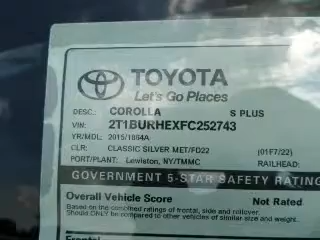 TOYOTA
Let's Go Places
DESC: COROLLA S PLUS
VIN: 2T1BURHEXFC252743
YR/MDL: 2015/1864A
CLR: CLASSIC SILVER MET/FD22 (01F7/22)
PORT/PLANT: Lewiston, NY/TMMC RAILHEAD:
GOVERNMENT 5-STAR SAFETY RATING
Overall Vehicle Score Not Rated
Based on the combined ratings of frontal, side and rollover.
Should ONLY be compared to other vehicles of similar size and weight.
Frontal